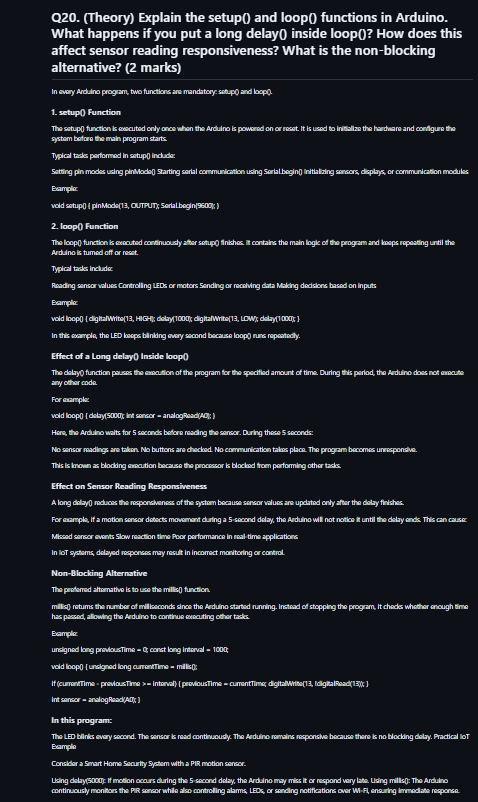 Q20. (Theory) Explain the setup() and loop() functions in Arduino.
What happens if you put a long delay() inside loop()? How does this
affect sensor reading responsiveness? What is the non-blocking
alternative? (2 marks)
In every Arduino program, two functions are mandatory: setup() and loop().
1. setup() Function
The setup() function is executed only once when the Arduino is powered on or reset. It is used to initialize the hardware and configure the
system before the main program starts.
Typical tasks performed in setup() include:
Setting pin modes using pinMode() Starting serial communication using Serial.begin() Initializing sensors, displays, or communication modules
Example:
void setup() { pinMode(13, OUTPUT); Serial.begin(9600); }
2. loop() Function
The loop() function is executed continuously after setup() finishes. It contains the main logic of the program and keeps repeating until the
Arduino is turned off or reset.
Typical tasks include:
Reading sensor values Controlling LEDs or motors Sending or receiving data Making decisions based on inputs
Example:
void loop() { digitalWrite(13, HIGH); delay(1000); digitalWrite(13, LOW); delay(1000); }
In this example, the LED keeps blinking every second because loop() runs repeatedly.
Effect of a Long delay() Inside loop()
The delay() function pauses the execution of the program for the specified amount of time. During this period, the Arduino does not execute
any other code.
For example:
void loop() { delay(5000); int sensor = analogRead(A0); }
Here, the Arduino waits for 5 seconds before reading the sensor. During these 5 seconds:
No sensor readings are taken. No buttons are checked. No communication takes place. The program becomes unresponsive.
This is known as blocking execution because the processor is blocked from performing other tasks.
Effect on Sensor Reading Responsiveness
A long delay() reduces the responsiveness of the system because sensor values are updated only after the delay finishes.
For example, if a motion sensor detects movement during a 5-second delay, the Arduino will not notice it until the delay ends. This can cause:
Missed sensor events Slow reaction time Poor performance in real-time applications
In IoT systems, delayed responses may result in incorrect monitoring or control.
Non-Blocking Alternative
The preferred alternative is to use the millis() function.
millis() returns the number of milliseconds since the Arduino started running. Instead of stopping the program, it checks whether enough time
has passed, allowing the Arduino to continue executing other tasks.
Example:
unsigned long previousTime = 0; const long interval = 1000;
void loop() { unsigned long currentTime = millis();
if (currentTime - previousTime >= interval) { previousTime = currentTime; digitalWrite(13, !digitalRead(13)); }
int sensor = analogRead(A0); }
In this program:
The LED blinks every second. The sensor is read continuously. The Arduino remains responsive because there is no blocking delay. Practical IoT
Example
Consider a Smart Home Security System with a PIR motion sensor.
Using delay(5000): If motion occurs during the 5-second delay, the Arduino may miss it or respond very late. Using millis(): The Arduino
continuously monitors the PIR sensor while also controlling alarms, LEDs, or sending notifications over Wi-Fi, ensuring immediate response.